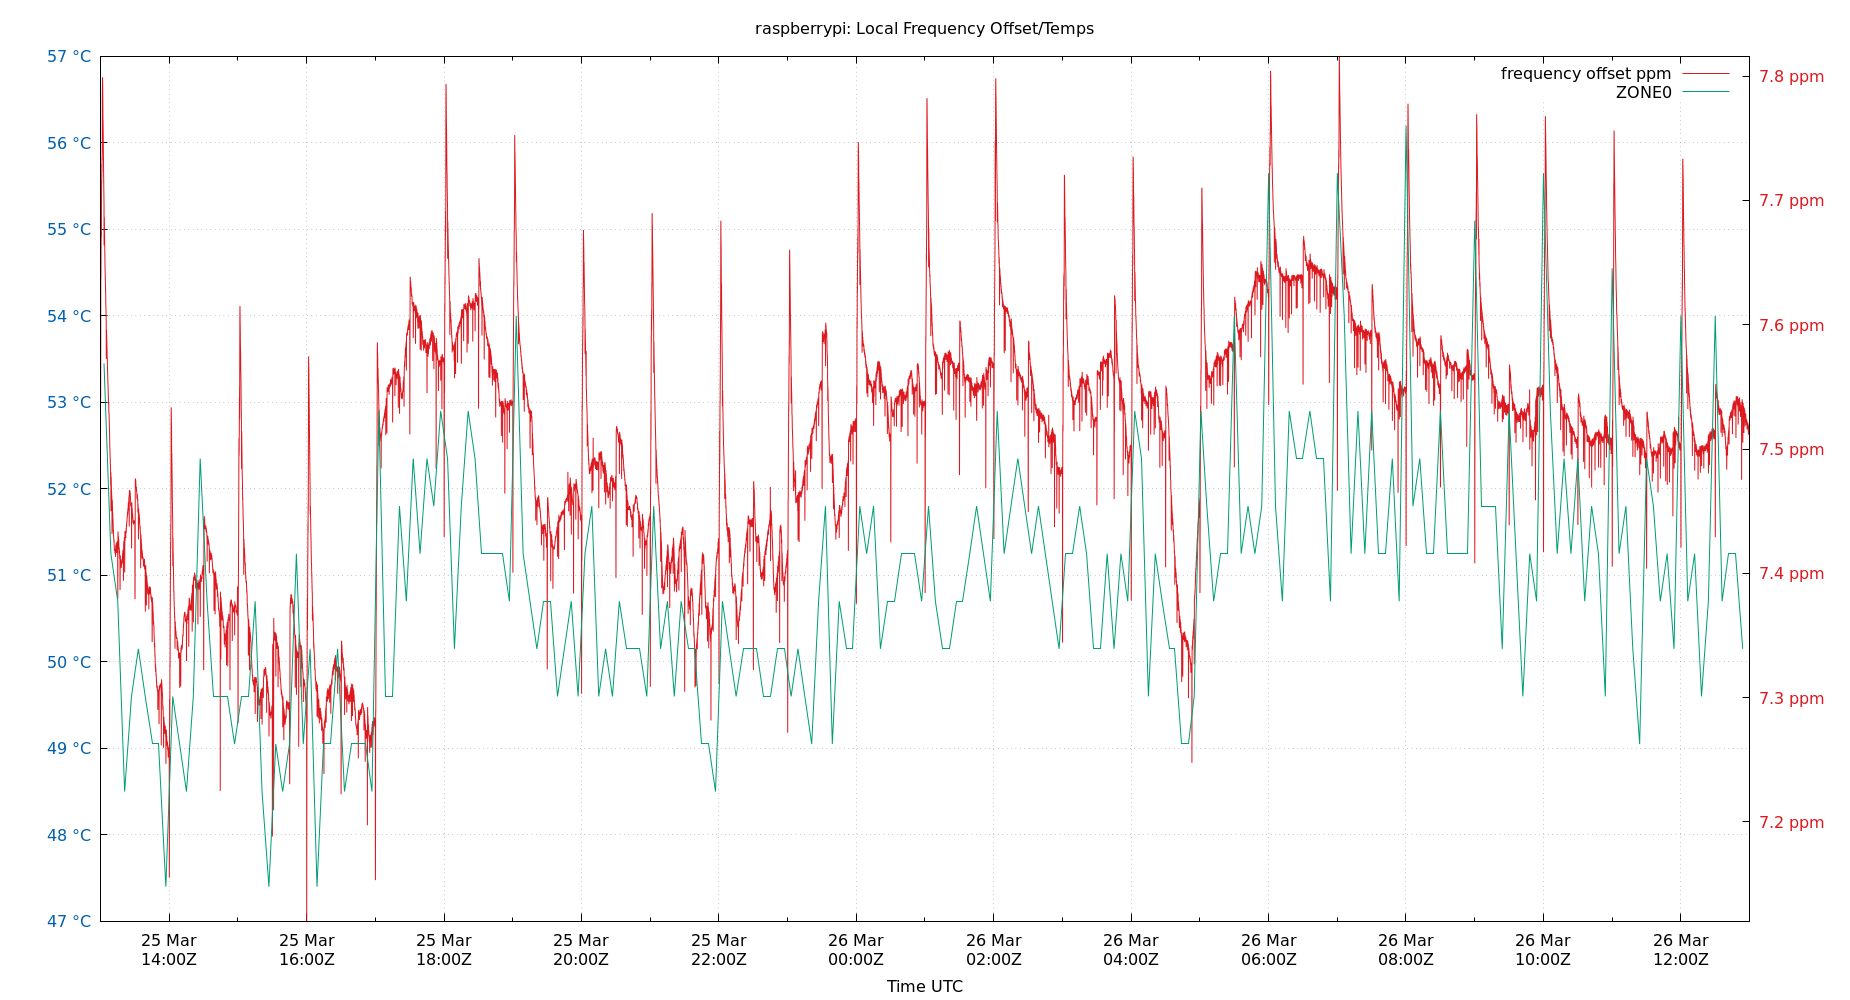 raspberrypi: Local Frequency Offset/Temps
57 °C
56 °C
55 °C
54 °C
53 °C
52 °C
51 °C
50 °C
49 °C
48 °C
47 °C
frequency offset ppm
ZONE0
7.8 ppm
7.7 ppm
7.6 ppm
7.5 ppm
7.4 ppm
7.3 ppm
7.2 ppm
25 Mar 25 Mar 25 Mar 25 Mar 25 Mar 26 Mar 26 Mar 26 Mar 26 Mar 26 Mar 26 Mar 26 Mar
14:00Z 16:00Z 18:00Z 20:00Z 22:00Z 00:00Z 02:00Z 04:00Z 06:00Z 08:00Z 10:00Z 12:00Z
Time UTC